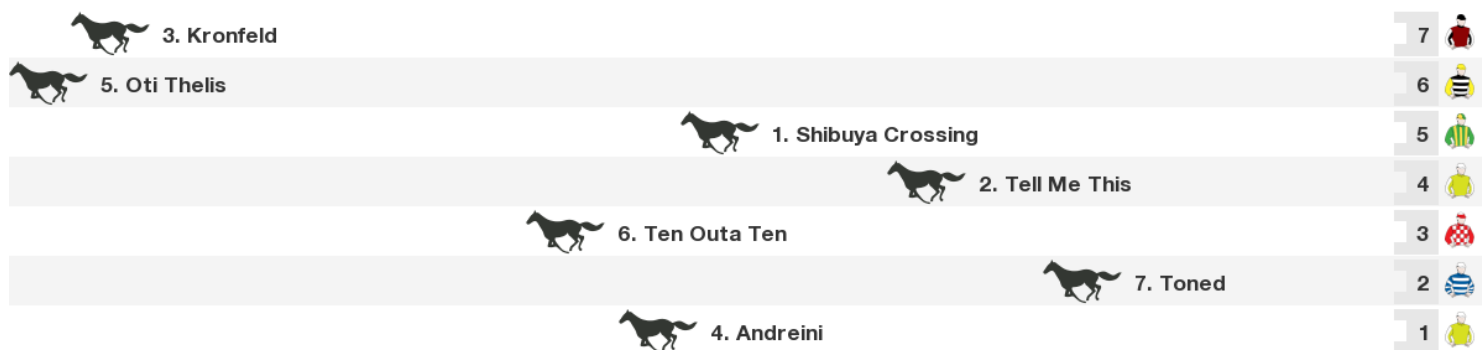 3. Kronfeld 7
5. Oti Thelis 6
1. Shibuya Crossing 5
2. Tell Me This 4
6. Ten Outa Ten 3
7. Toned 2
4. Andreini 1